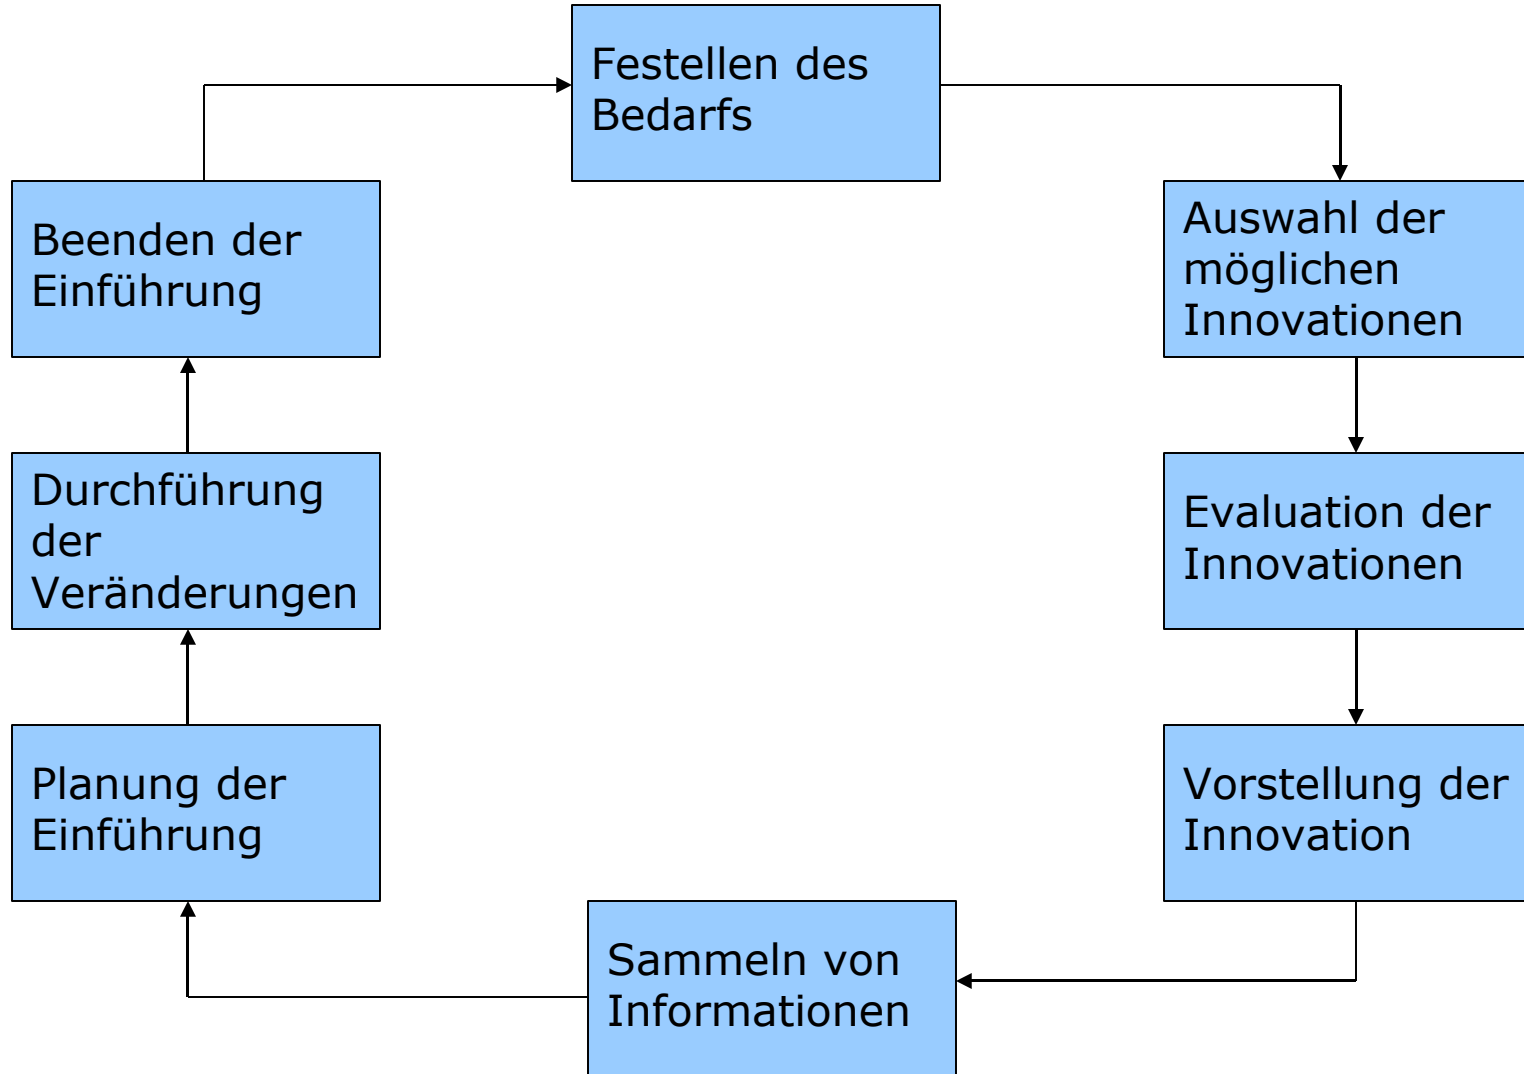 Festellen des
Bedarfs
Auswahl der
möglichen
Innovationen
Evaluation der
Innovationen
Vorstellung der
Innovation
Sammeln von
Informationen
Planung der
Einführung
Durchführung
der
Veränderungen
Beenden der
Einführung